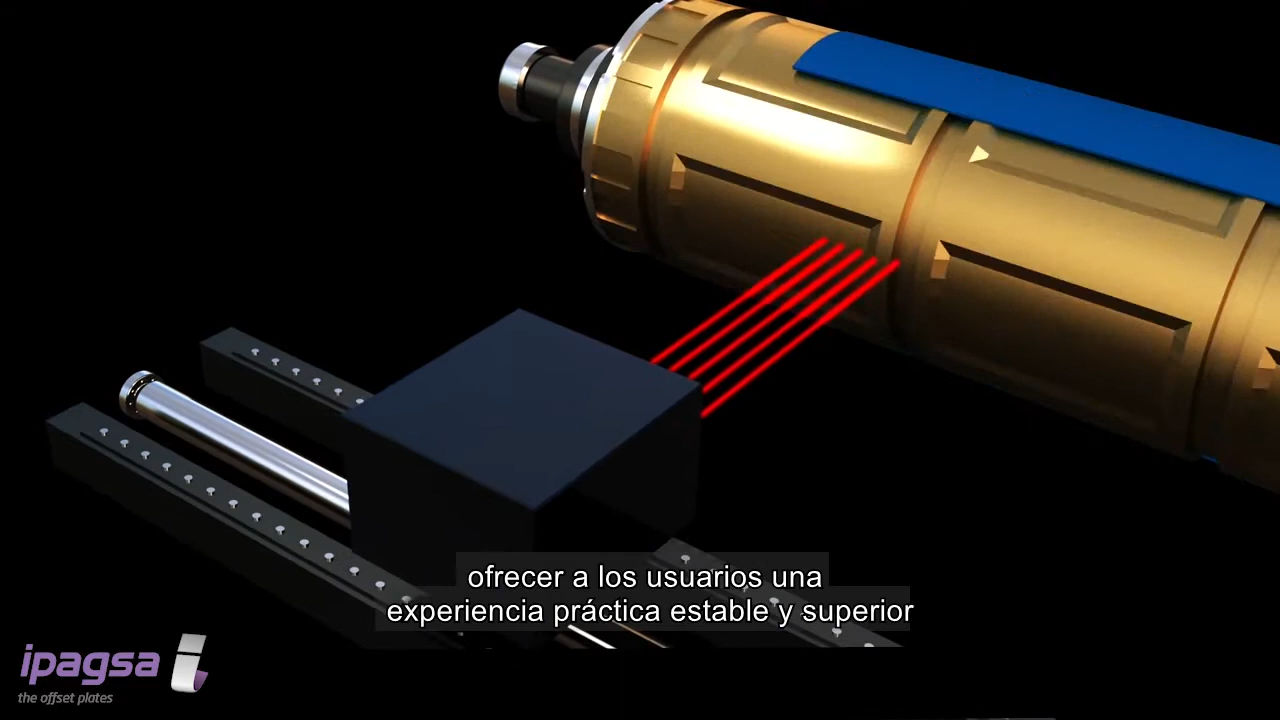 ofrecer a los usuarios una
experiencia práctica estable y superior
ipagsa
the offset plates